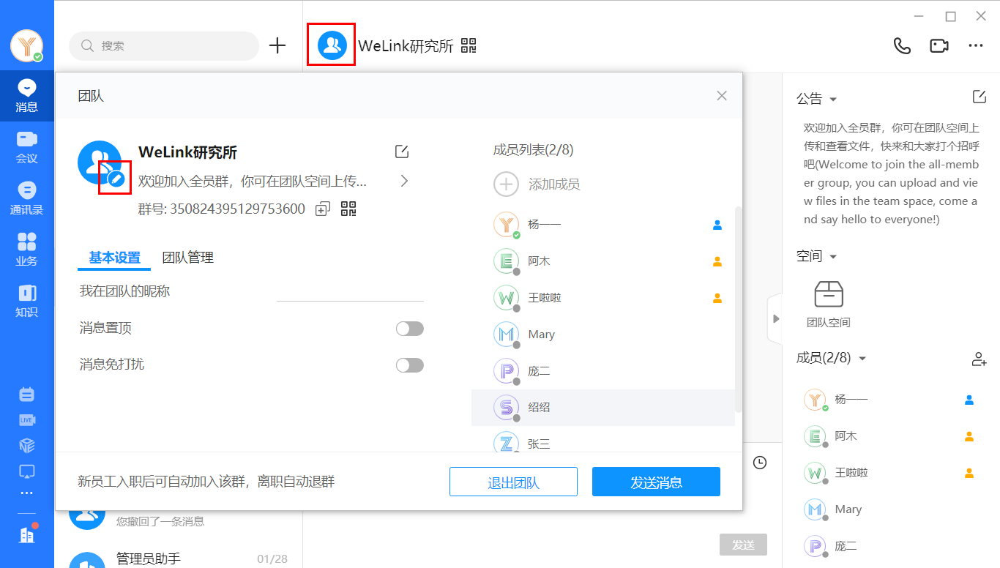 搜索
WeLink研究所
消息
会议
通讯录
业务
知识
LIVE
团队
WeLink研究所
欢迎加入全员群，你可在团队空间上传...
群号: 350824395129753600
基本设置
团队管理
我在团队的昵称
消息置顶
消息免打扰
成员列表(2/8)
添加成员
杨一一
阿木
王啦啦
Mary
庞二
绍绍
张三
新员工入职后可自动加入该群，离职自动退群
退出团队
发送消息
您撤回了一条消息
管理员助手
01/28
发送
公告
欢迎加入全员群，你可在团队空间上
传和查看文件，快来和大家打个招呼
吧(Welcome to join the all-memb
er group, you can upload and vie
w files in the team space, come a
nd say hello to everyone!)
空间
团队空间
成员(2/8)
杨一一
阿木
王啦啦
Mary
庞二